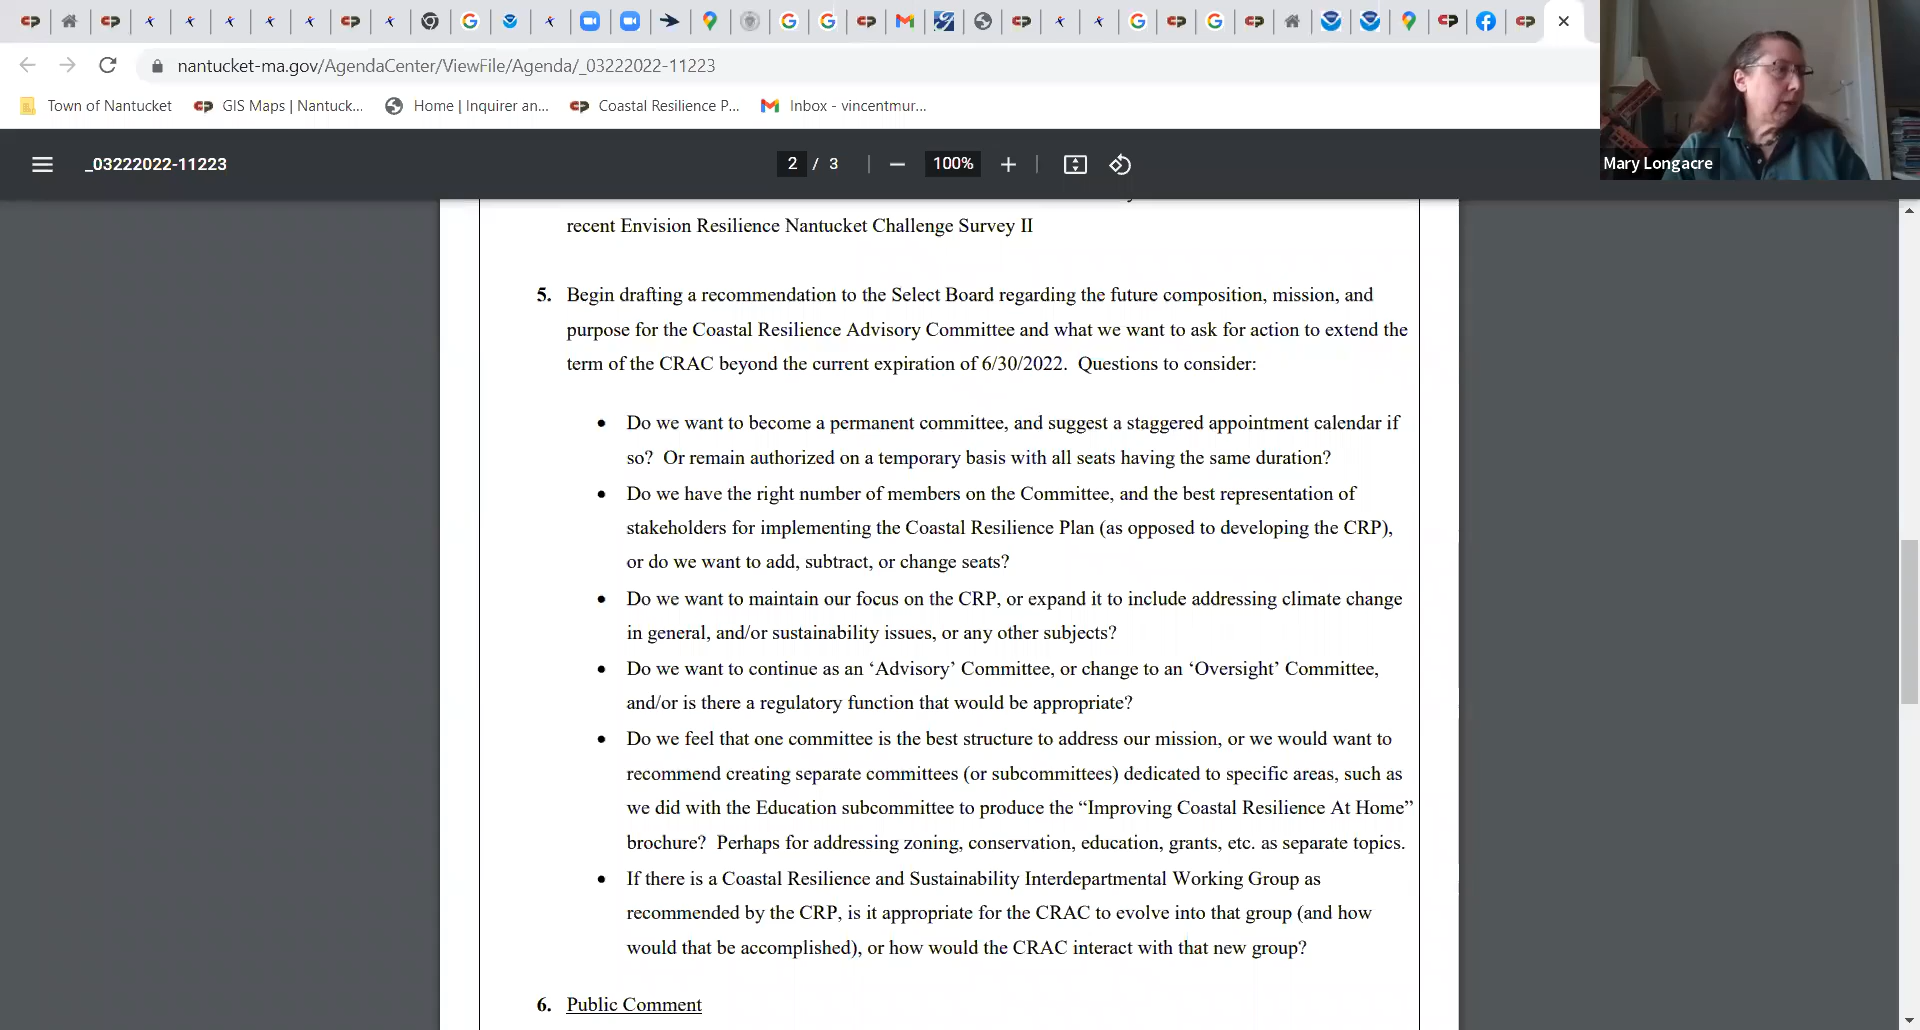 nantucket-ma.gov/AgendaCenter/ViewFile/Agenda/_03222022-11223
Town of Nantucket
GIS Maps | Nantuck...
Home | Inquirer an...
Coastal Resilience P...
Inbox - vincentmur...
_03222022-11223
2 / 3
100%
Mary Longacre
recent Envision Resilience Nantucket Challenge Survey II
5. Begin drafting a recommendation to the Select Board regarding the future composition, mission, and
purpose for the Coastal Resilience Advisory Committee and what we want to ask for action to extend the
term of the CRAC beyond the current expiration of 6/30/2022.  Questions to consider:
• Do we want to become a permanent committee, and suggest a staggered appointment calendar if
so?  Or remain authorized on a temporary basis with all seats having the same duration?
• Do we have the right number of members on the Committee, and the best representation of
stakeholders for implementing the Coastal Resilience Plan (as opposed to developing the CRP),
or do we want to add, subtract, or change seats?
• Do we want to maintain our focus on the CRP, or expand it to include addressing climate change
in general, and/or sustainability issues, or any other subjects?
• Do we want to continue as an ‘Advisory’ Committee, or change to an ‘Oversight’ Committee,
and/or is there a regulatory function that would be appropriate?
• Do we feel that one committee is the best structure to address our mission, or we would want to
recommend creating separate committees (or subcommittees) dedicated to specific areas, such as
we did with the Education subcommittee to produce the “Improving Coastal Resilience At Home”
brochure?  Perhaps for addressing zoning, conservation, education, grants, etc. as separate topics.
• If there is a Coastal Resilience and Sustainability Interdepartmental Working Group as
recommended by the CRP, is it appropriate for the CRAC to evolve into that group (and how
would that be accomplished), or how would the CRAC interact with that new group?
6. Public Comment